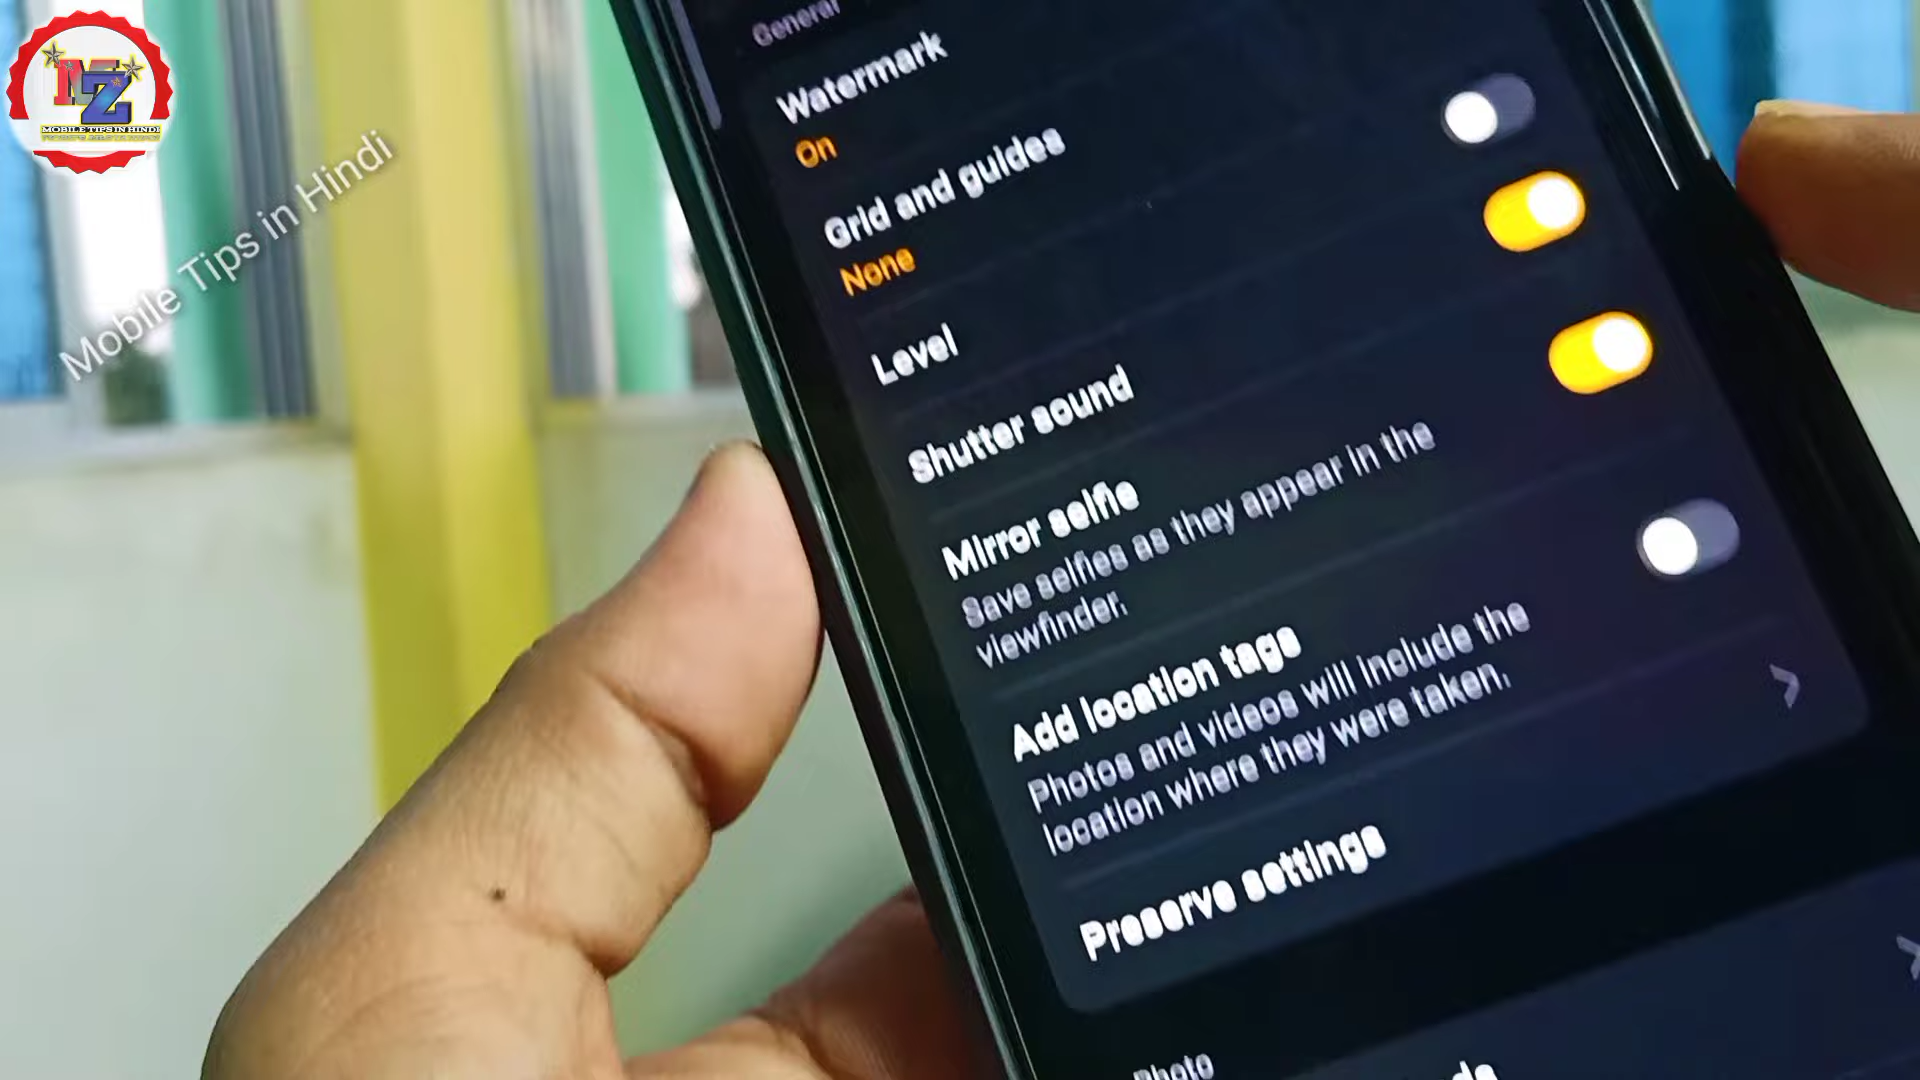 MZ
MOBILE TIPS IN HINDI
Mobile Tips in Hindi
General
Watermark
On
Grid and guides
None
Level
Shutter sound
Mirror selfie
Save selfies as they appear in the
viewfinder.
Add location tags
Photos and videos will include the
location where they were taken.
Preserve settings
Photo